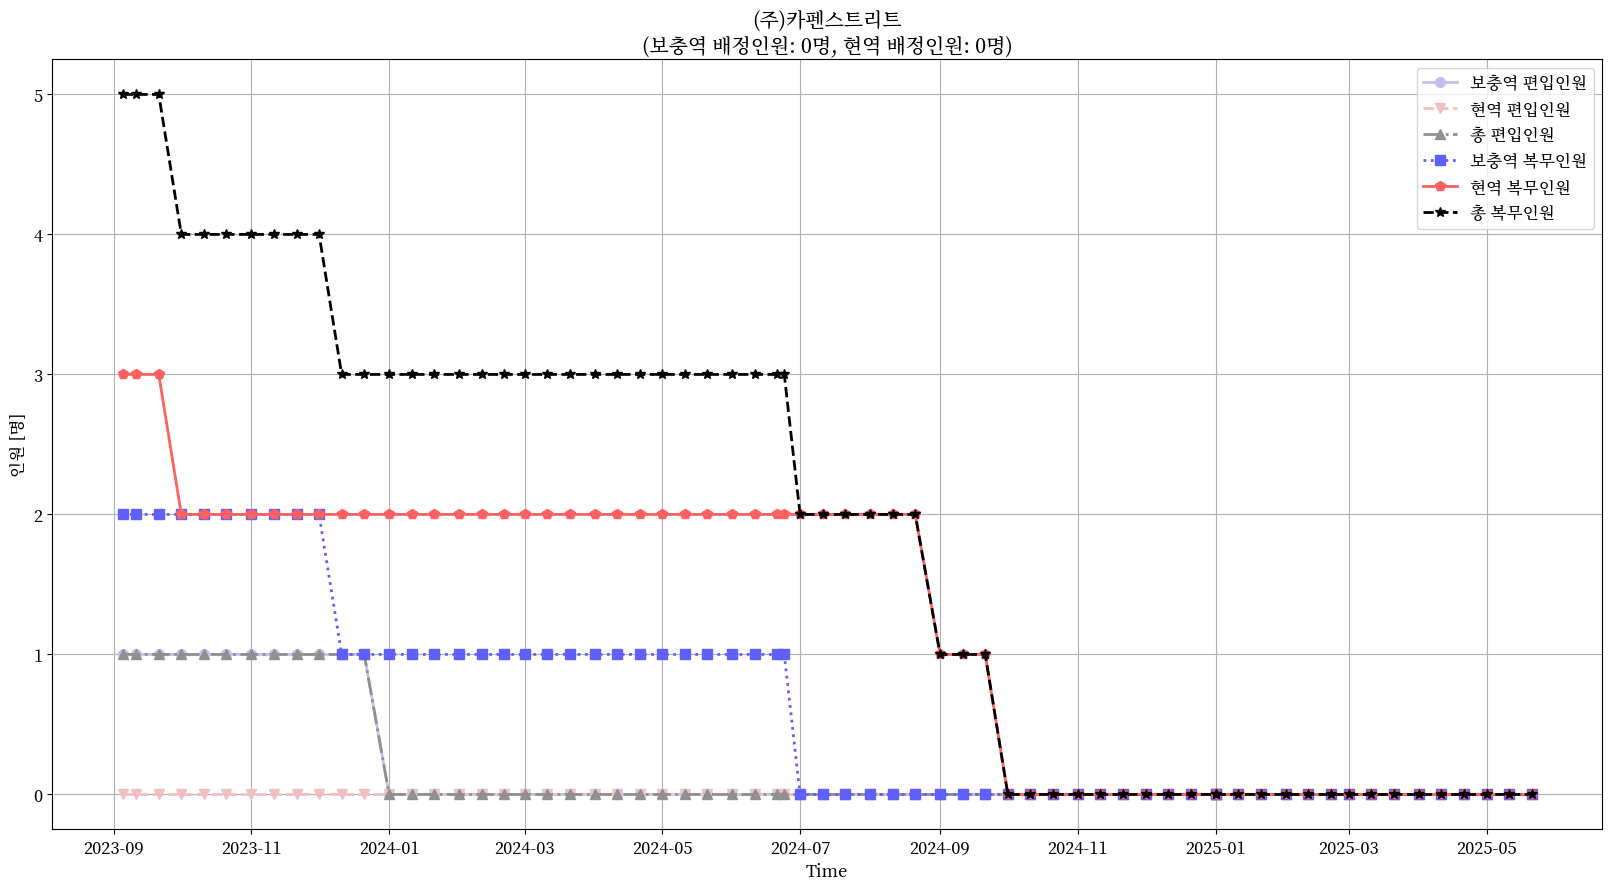 (주)카펜스트리트
(보충역 배정인원: 0명, 현역 배정인원: 0명)
보충역 편입인원
현역 편입인원
총 편입인원
보충역 복무인원
현역 복무인원
총 복무인원
인원 [명]
5
4
3
2
1
0
2023-09
2023-11
2024-01
2024-03
2024-05
2024-07
2024-09
2024-11
2025-01
2025-03
2025-05
Time